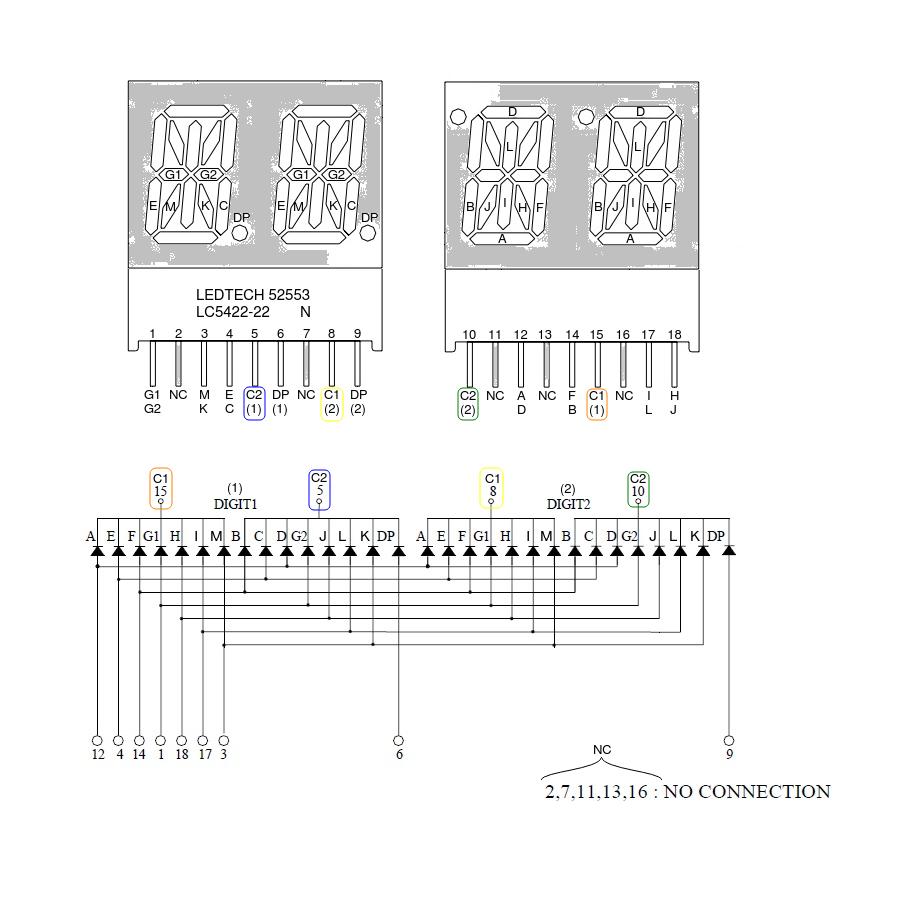 D D
L L
G1 G2 G1 G2
E M K C E M K C
B J I H F B J I H F
DP DP
A A
LEDTECH 52553
LC5422-22 N
1 2 3 4 5 6 7 8 9
10 11 12 13 14 15 16 17 18
G1 NC M E C2 DP NC C1 DP
G2 K C (1) (1) (2) (2)
C2 NC A NC F C1 NC I H
(2) D B (1) L J
C1 (1) C2 C1 (2) C2
15 DIGIT1 5 8 DIGIT2 10
A E F G1 H I M B C D G2 J L K DP A E F G1 H I M B C D G2 J L K DP
12 4 14 1 18 17 3 6 9
NC
2,7,11,13,16 : NO CONNECTION